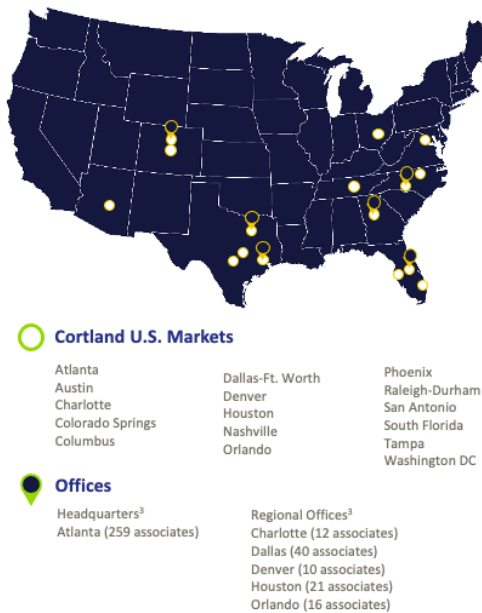 Cortland U.S. Markets
Atlanta
Austin
Charlotte
Colorado Springs
Columbus
Dallas-Ft. Worth
Denver
Houston
Nashville
Orlando
Phoenix
Raleigh-Durham
San Antonio
South Florida
Tampa
Washington DC
Offices
Headquarters³
Atlanta (259 associates)
Regional Offices³
Charlotte (12 associates)
Dallas (40 associates)
Denver (10 associates)
Houston (21 associates)
Orlando (16 associates)